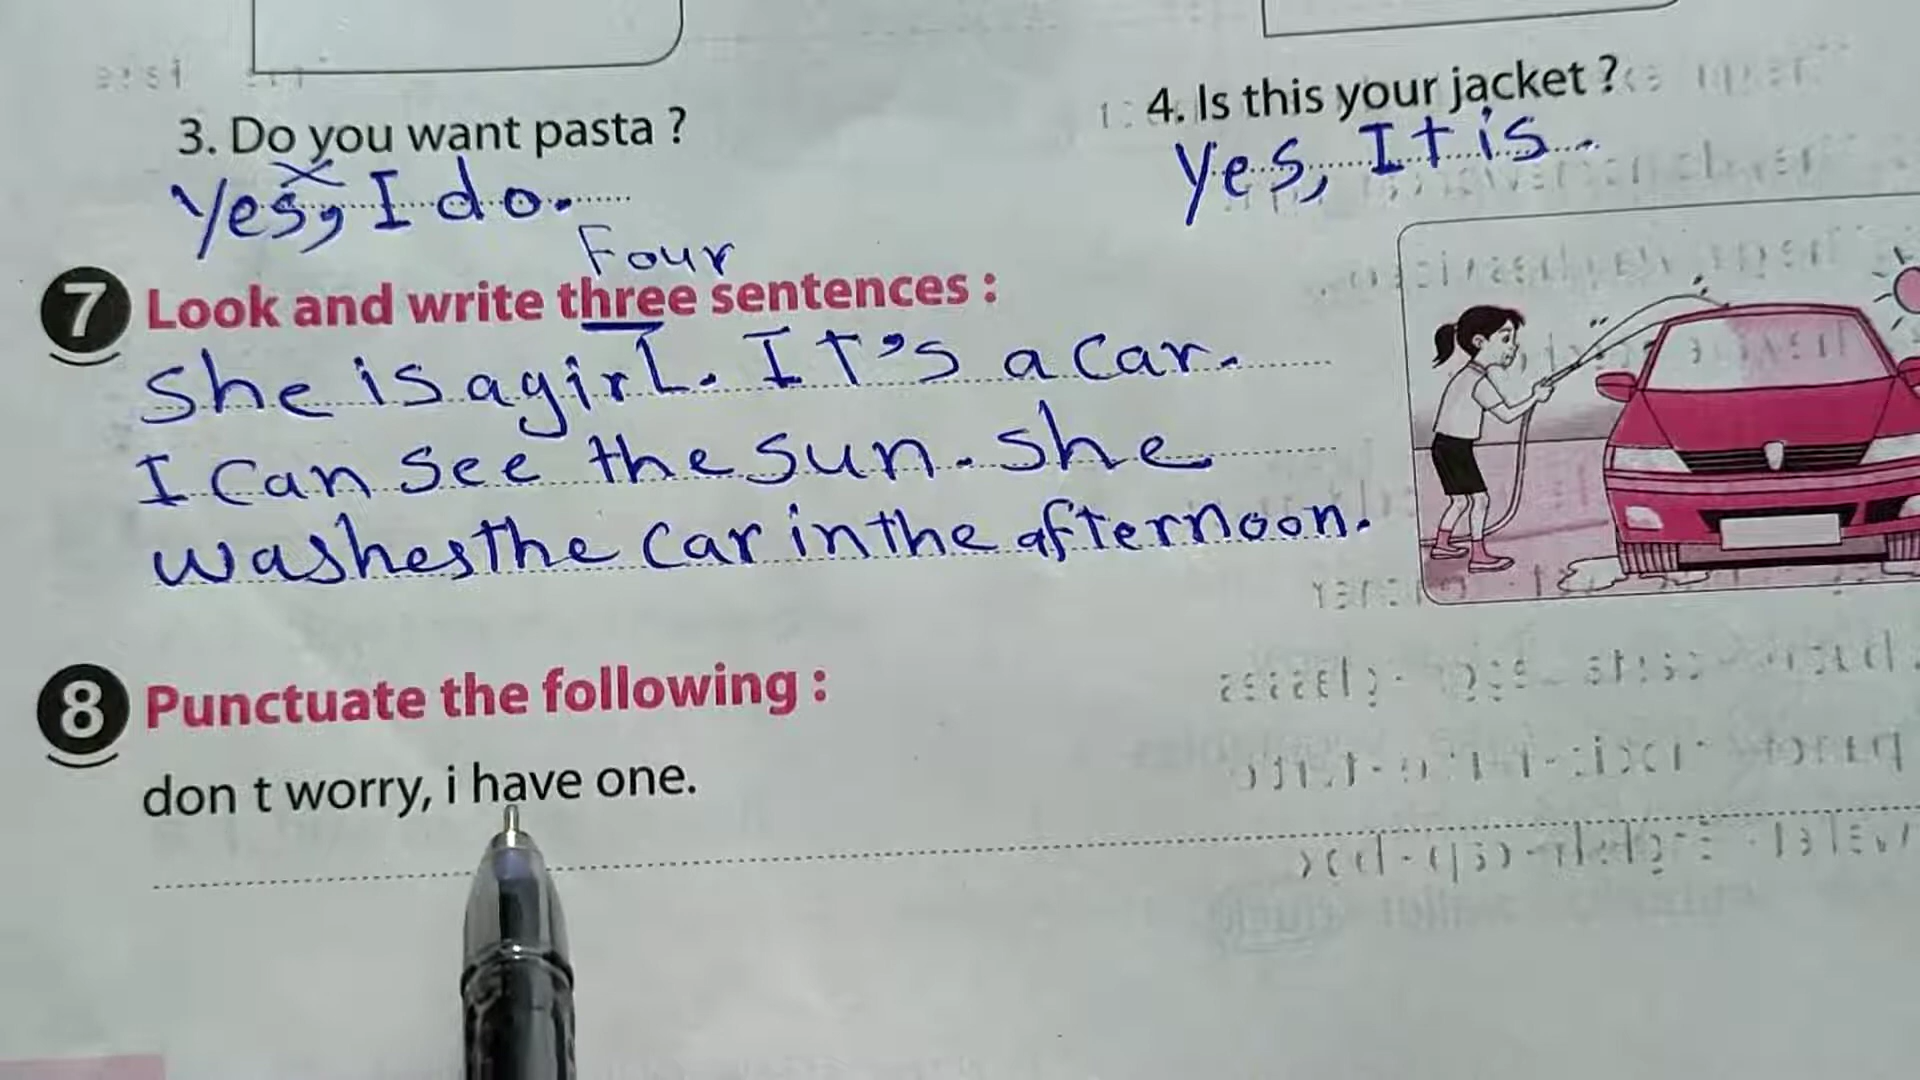 3. Do you want pasta ?
Yes, I do.
4. Is this your jacket ?
Yes, It is.
Four
7 Look and write three sentences :
She is a girl. It's a car.
I can see the sun. she
washes the car in the afternoon.
8 Punctuate the following :
don t worry, i have one.